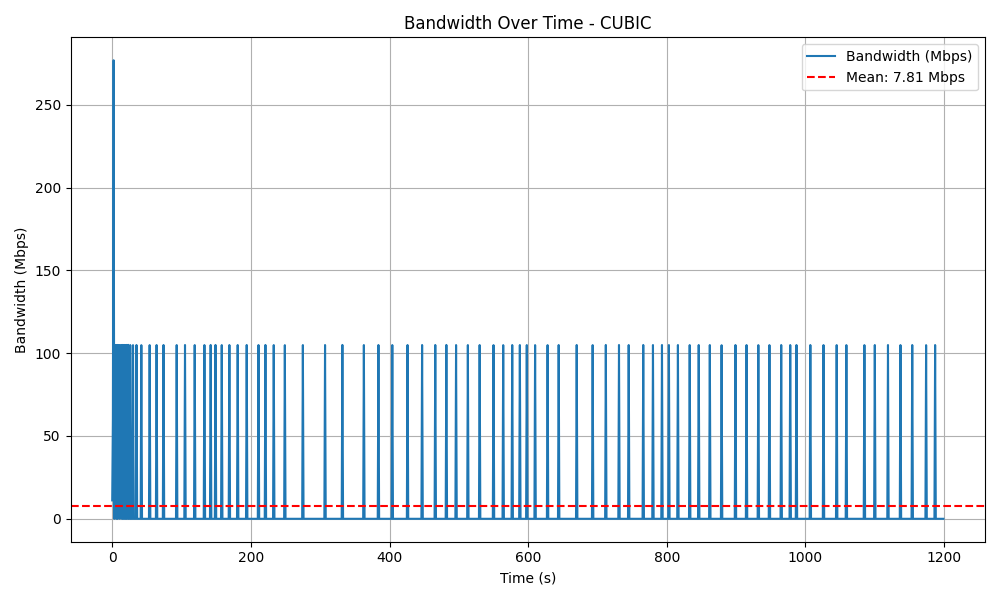 Bandwidth Over Time - CUBIC
Bandwidth (Mbps)
Mean: 7.81 Mbps
Bandwidth (Mbps)
250
200
150
100
50
0
0 200 400 600 800 1000 1200
Time (s)